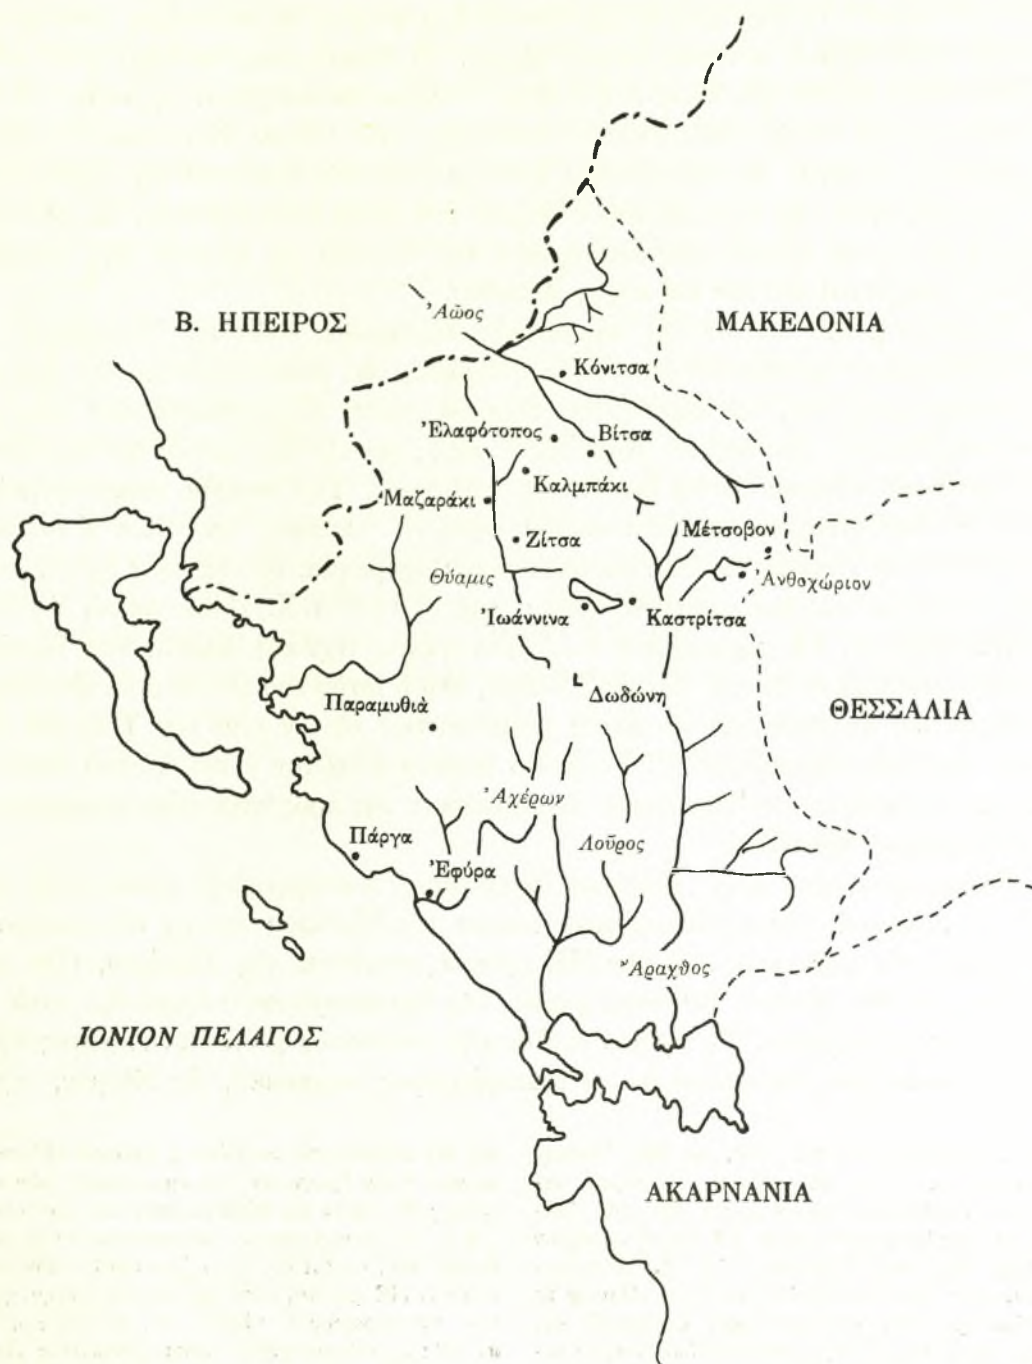 Ἀῶος
Β. ΗΠΕΙΡΟΣ
ΜΑΚΕΔΟΝΙΑ
Κόνιτσα
Ἐλαφότοπος
Βίτσα
Καλμπάκι
Μαζαράκι
Μέτσοβον
Ζίτσα
Θύαμις
Ἀνθοχώριον
Ἰωάννινα
Καστρίτσα
Δωδώνη
Παραμυθιὰ
ΘΕΣΣΑΛΙΑ
Ἀχέρων
Πάργα
Λοῦρος
Ἐφύρα
Ἄραχθος
ΙΟΝΙΟΝ ΠΕΛΑΓΟΣ
ΑΚΑΡΝΑΝΙΑ